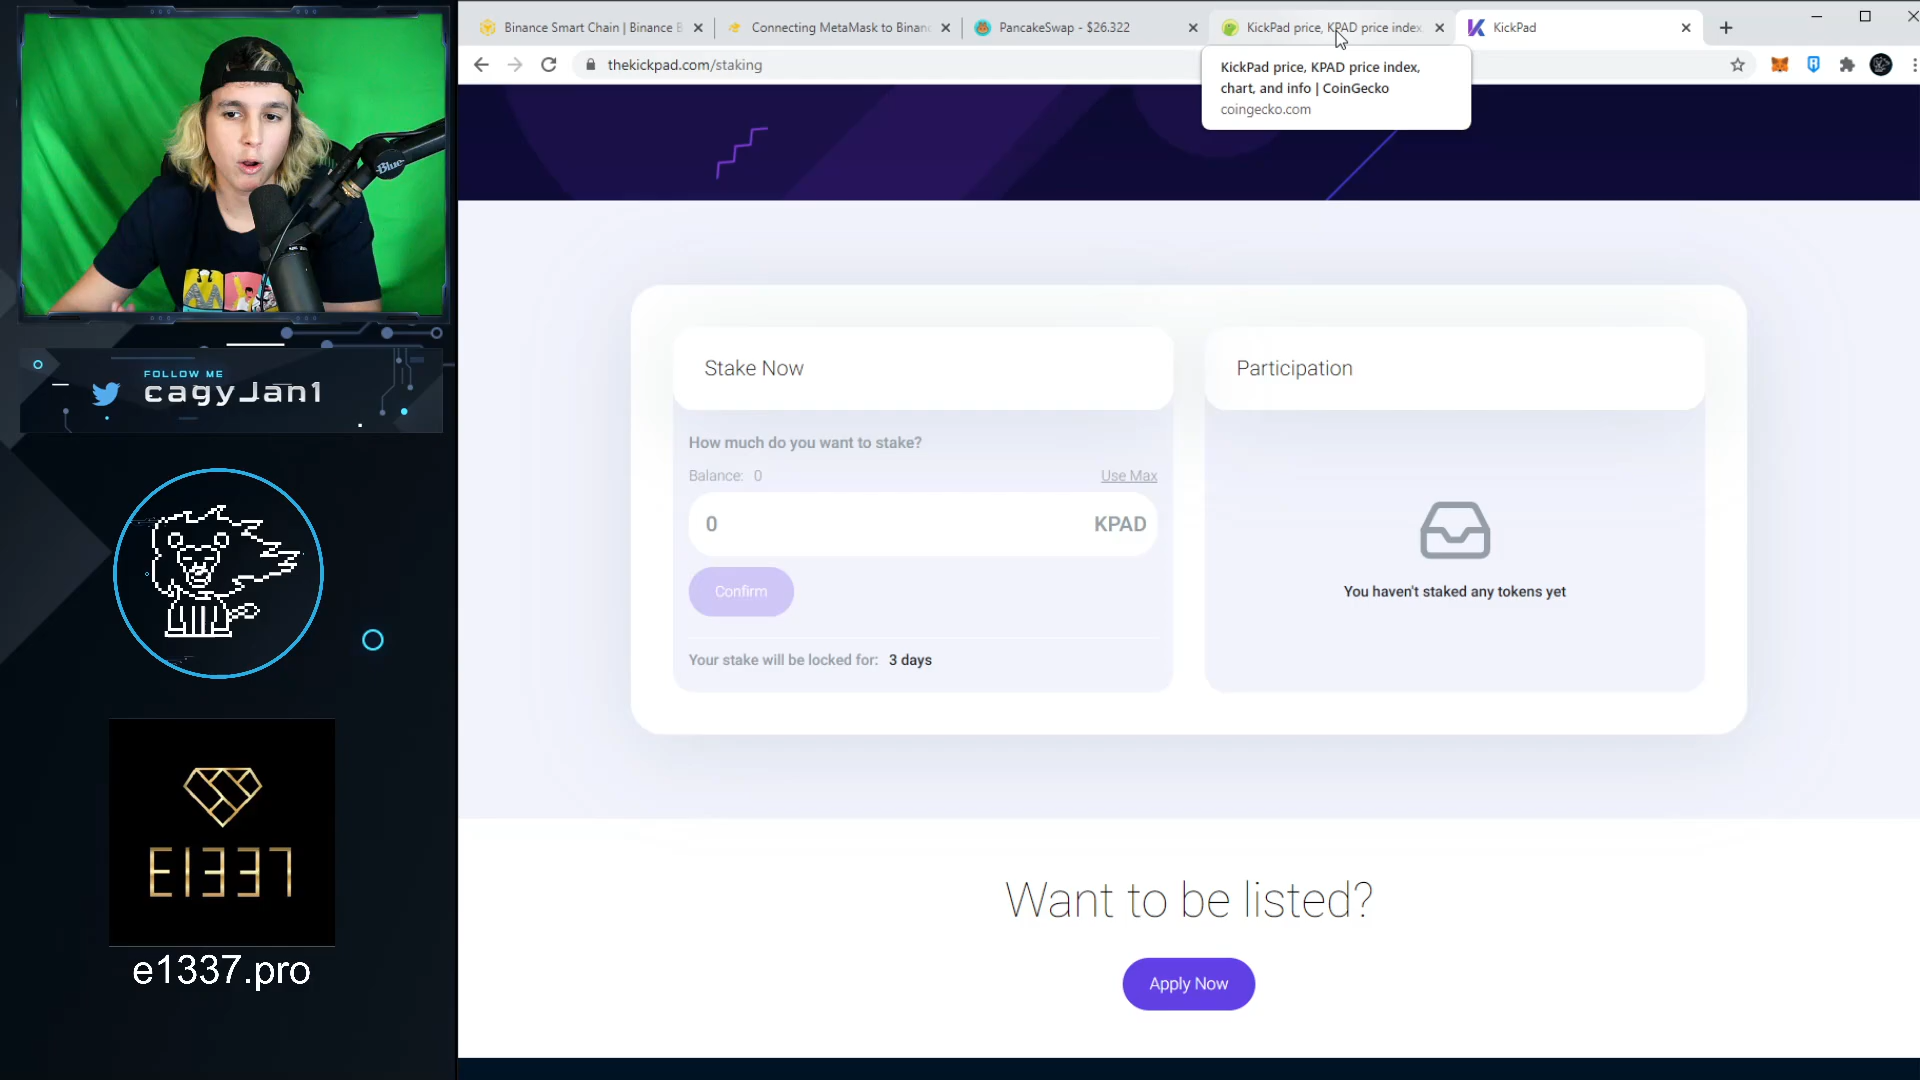 Binance Smart Chain | Binance B
Connecting MetaMask to Binan
PancakeSwap - $26.322
KickPad price, KPAD price index,
KickPad
thekickpad.com/staking
KickPad price, KPAD price index,
chart, and info | CoinGecko
coingecko.com
Blue
FOLLOW ME
cagyJan1
E1337
e1337.pro
Stake Now
How much do you want to stake?
Balance: 0
Use Max
0
KPAD
Confirm
Your stake will be locked for: 3 days
Participation
You haven't staked any tokens yet
Want to be listed?
Apply Now